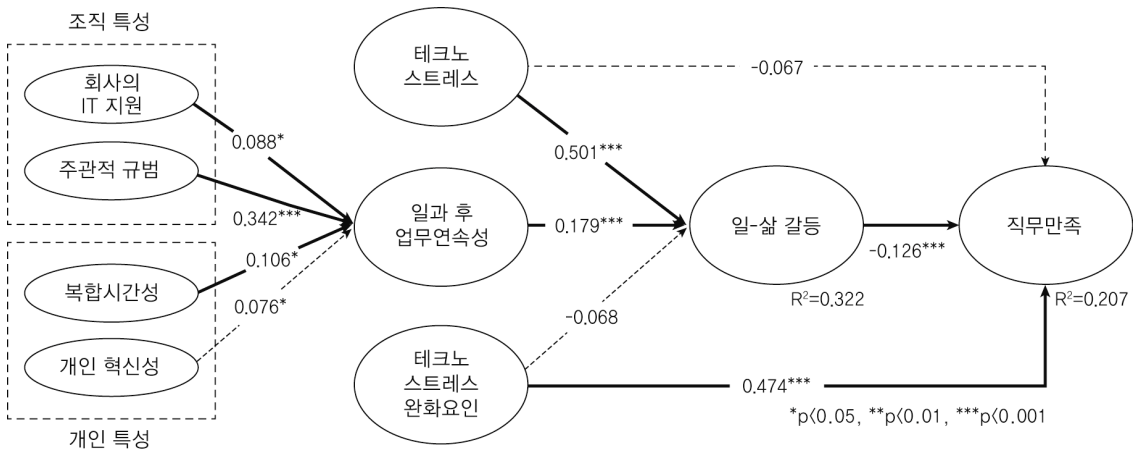 조직 특성
회사의
IT 지원
주관적 규범
복합시간성
개인 혁신성
개인 특성
0.088*
0.342***
0.106*
0.076*
테크노
스트레스
일과 후
업무연속성
테크노
스트레스
완화요인
-0.067
0.501***
0.179***
-0.068
0.474***
일-삶 갈등
R²=0.322
-0.126***
직무만족
R²=0.207
*p<0.05, **p<0.01, ***p<0.001